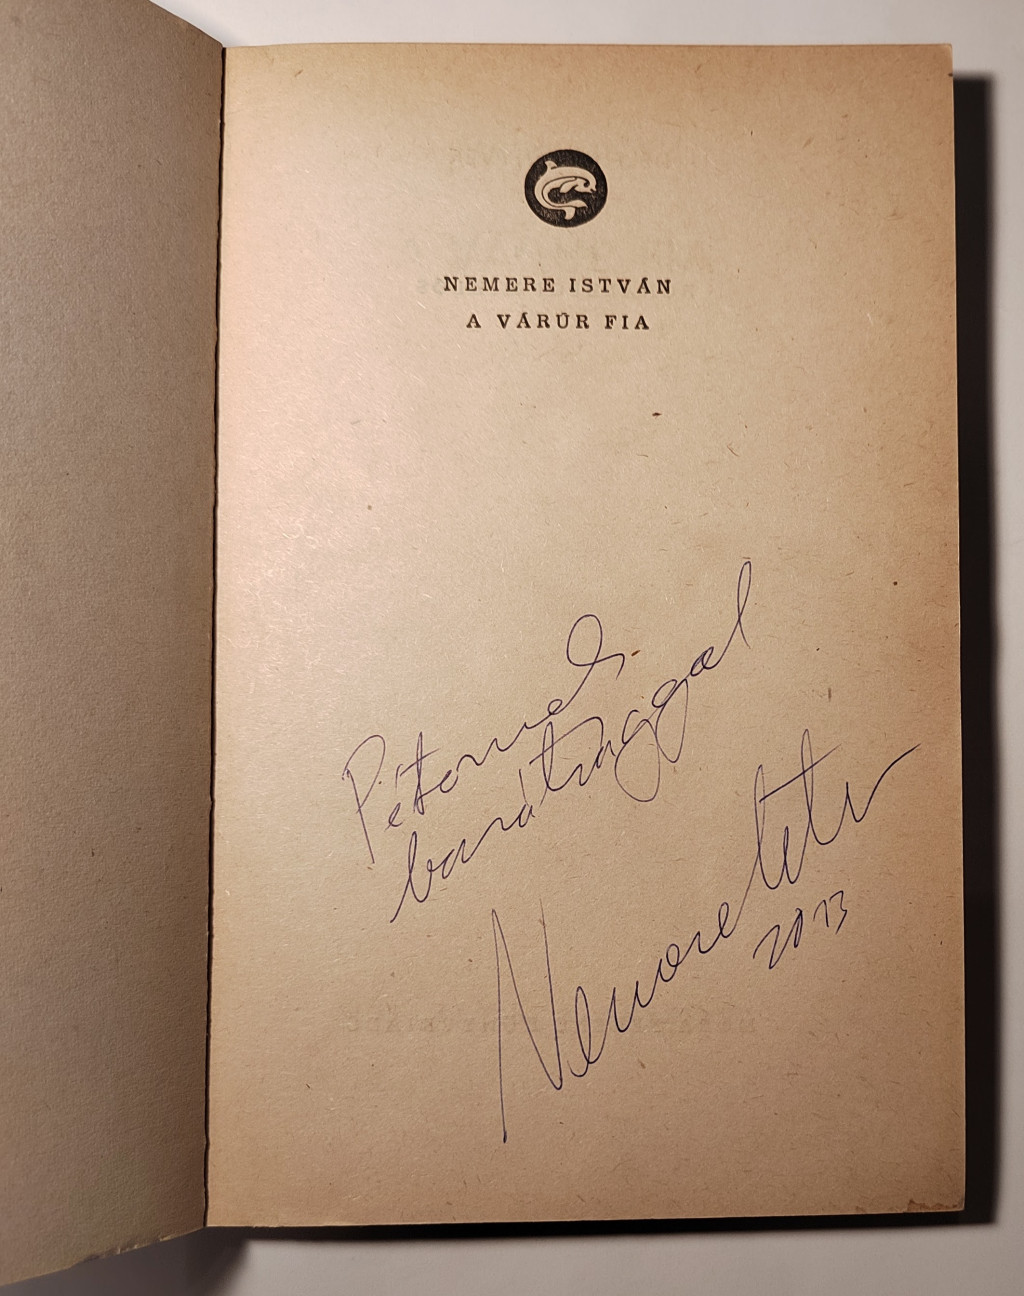 NEMERE ISTVÁN
A VÁRÚR FIA
Péternek
barátsággal
Nemere István
2013